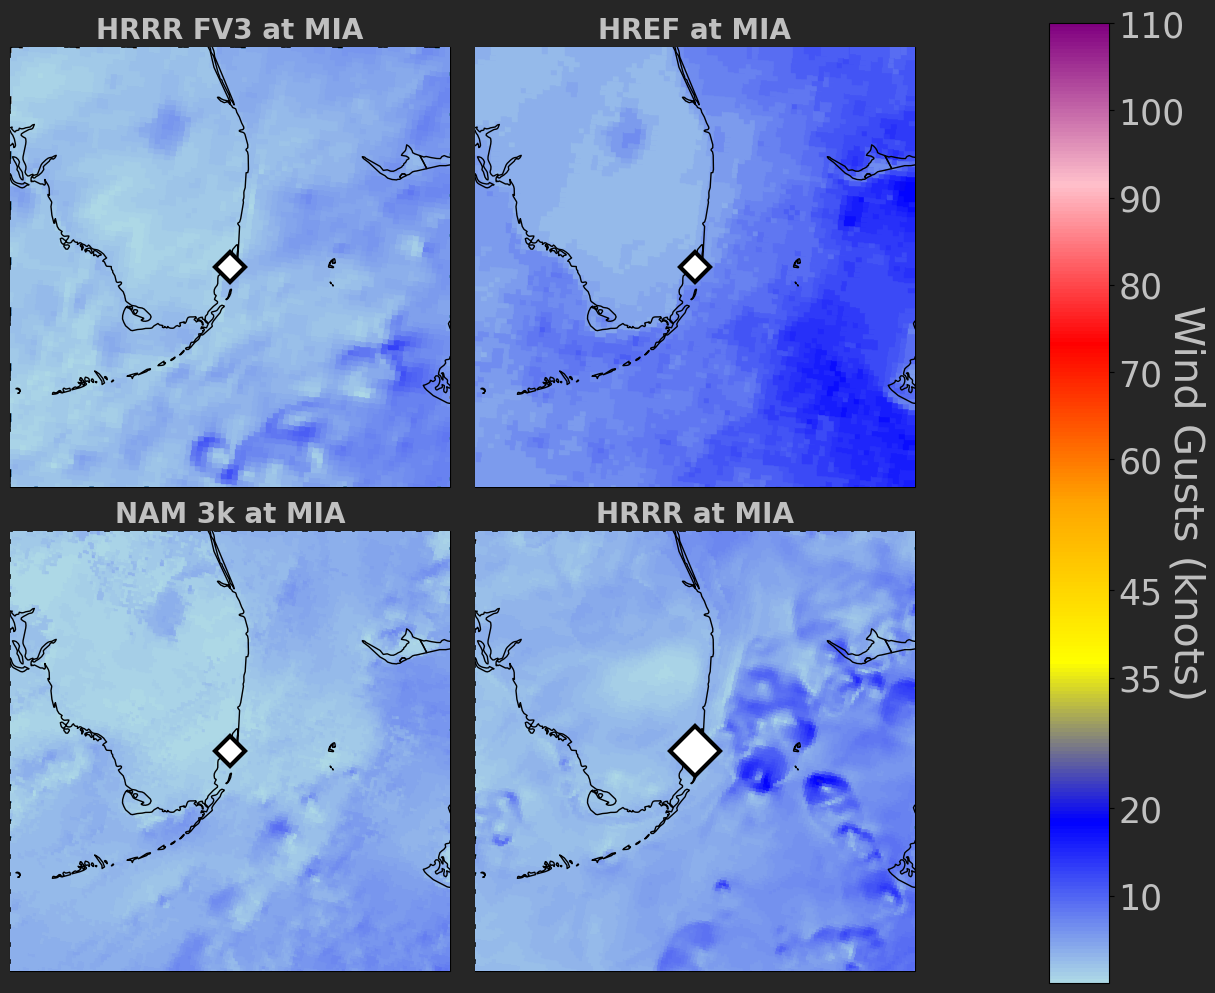 HRRR FV3 at MIA
HREF at MIA
NAM 3k at MIA
HRRR at MIA
110
100
90
80
70
60
45
35
20
10
Wind Gusts (knots)